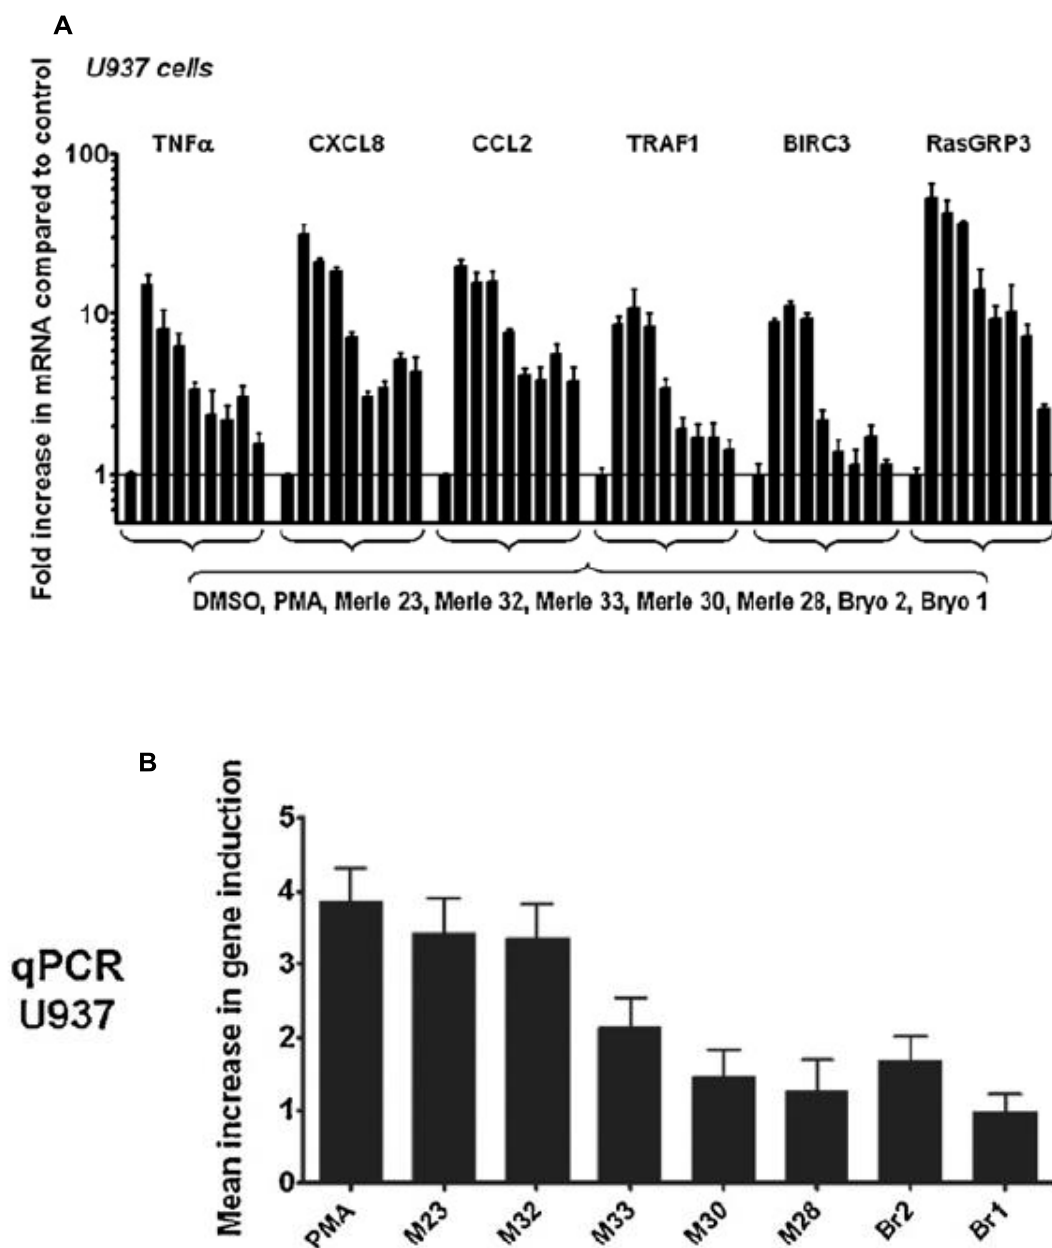 A
U937 cells
Fold increase in mRNA compared to control
TNFα CXCL8 CCL2 TRAF1 BIRC3 RasGRP3
100
10
1
DMSO, PMA, Merle 23, Merle 32, Merle 33, Merle 30, Merle 28, Bryo 2, Bryo 1
B
qPCR
U937
Mean increase in gene induction
5
4
3
2
1
0
PMA M23 M32 M33 M30 M28 Br2 Br1